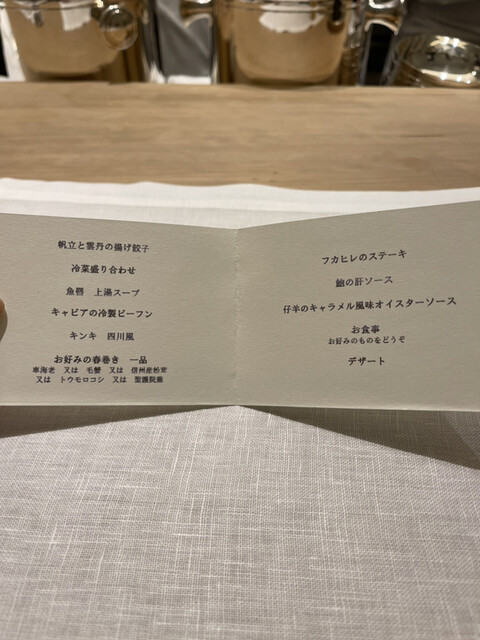 帆立と雲丹の揚げ餃子
冷菜盛り合わせ
魚唇　上湯スープ
キャビアの冷製ビーフン
キンキ　四川風
お好みの春巻き　一品
車海老　又は　毛蟹　又は　信州産松茸
又は　トウモロコシ　又は　聖護院蕪
フカヒレのステーキ
鮑の肝ソース
仔羊のキャラメル風味オイスターソース
お食事
お好みのものをどうぞ
デザート